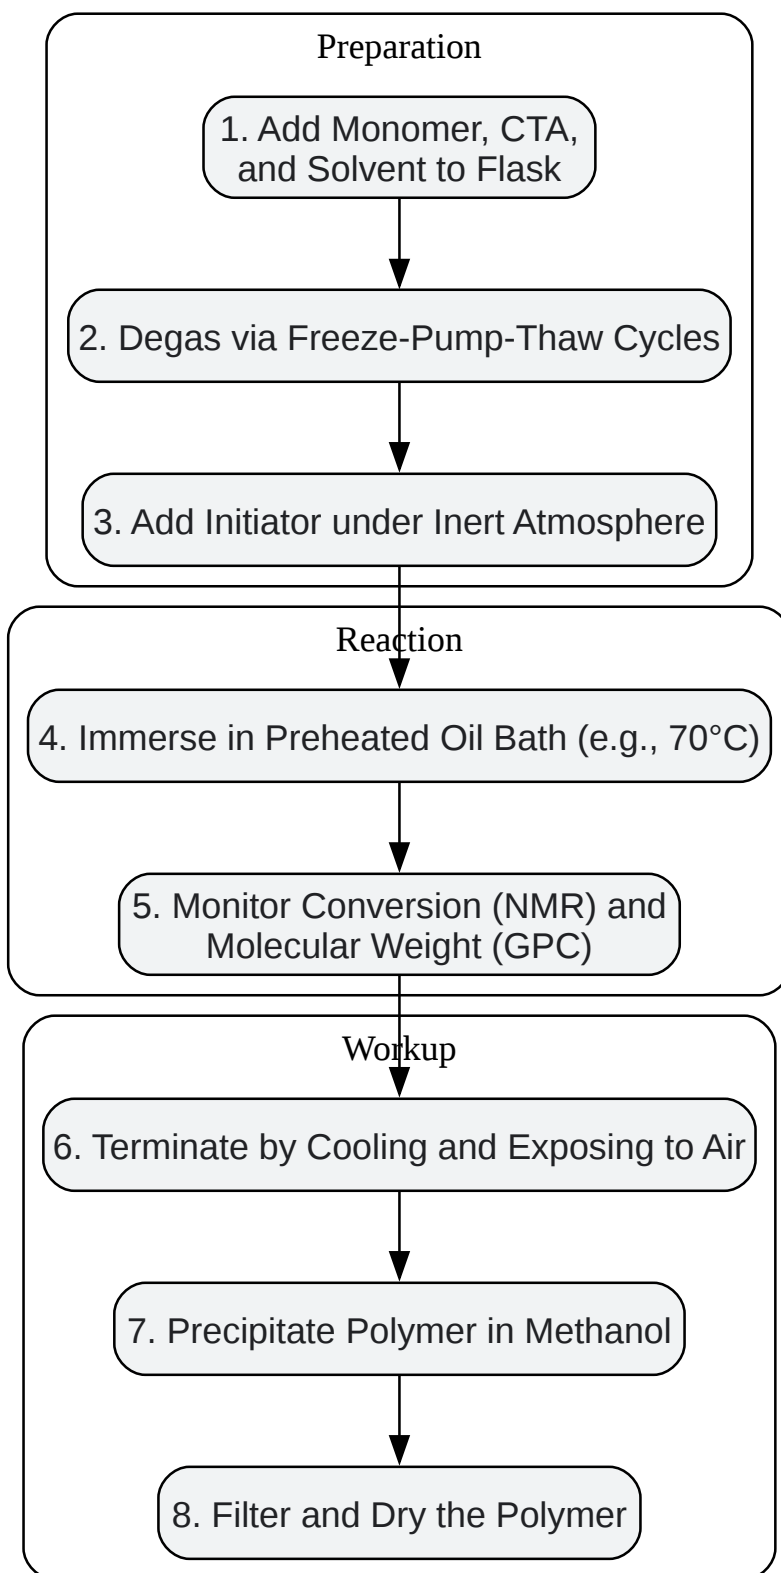 Preparation
1. Add Monomer, CTA,
and Solvent to Flask
2. Degas via Freeze-Pump-Thaw Cycles
3. Add Initiator under Inert Atmosphere
Reaction
4. Immerse in Preheated Oil Bath (e.g., 70°C)
5. Monitor Conversion (NMR) and
Molecular Weight (GPC)
Workup
6. Terminate by Cooling and Exposing to Air
7. Precipitate Polymer in Methanol
8. Filter and Dry the Polymer